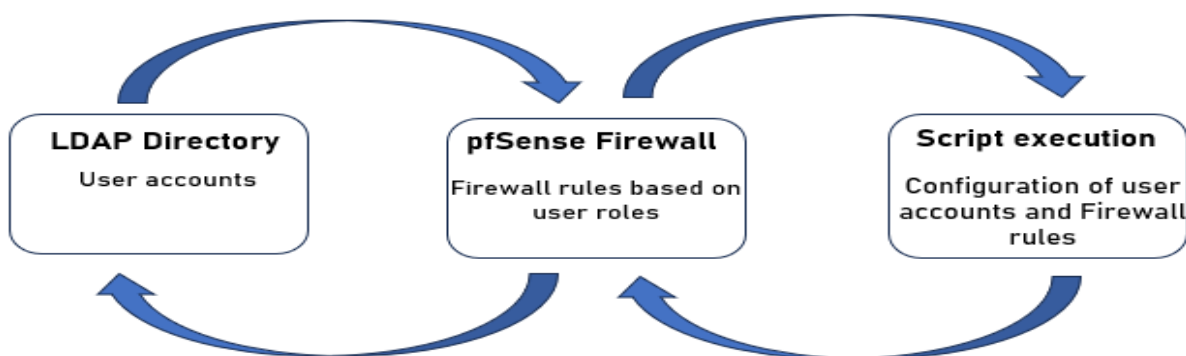 LDAP Directory
User accounts
pfSense Firewall
Firewall rules based on
user roles
Script execution
Configuration of user
accounts and Firewall
rules